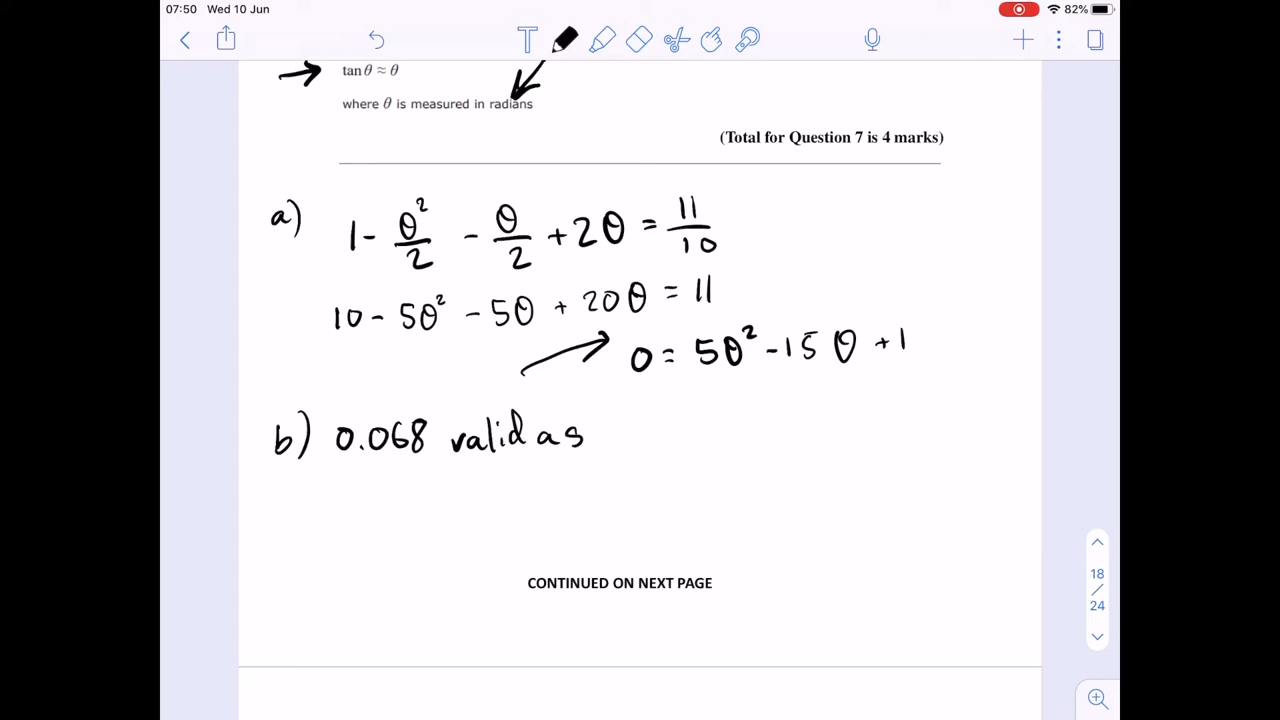 07:50 Wed 10 Jun 82%
T
tan θ ≈ θ
where θ is measured in radians
(Total for Question 7 is 4 marks)
a) 1 - θ²/2 - θ/2 + 2θ = 11/10
10 - 5θ² - 5θ + 20θ = 11
0 = 5θ² - 15θ + 1
b) 0.068 valid as
CONTINUED ON NEXT PAGE
18
/
24